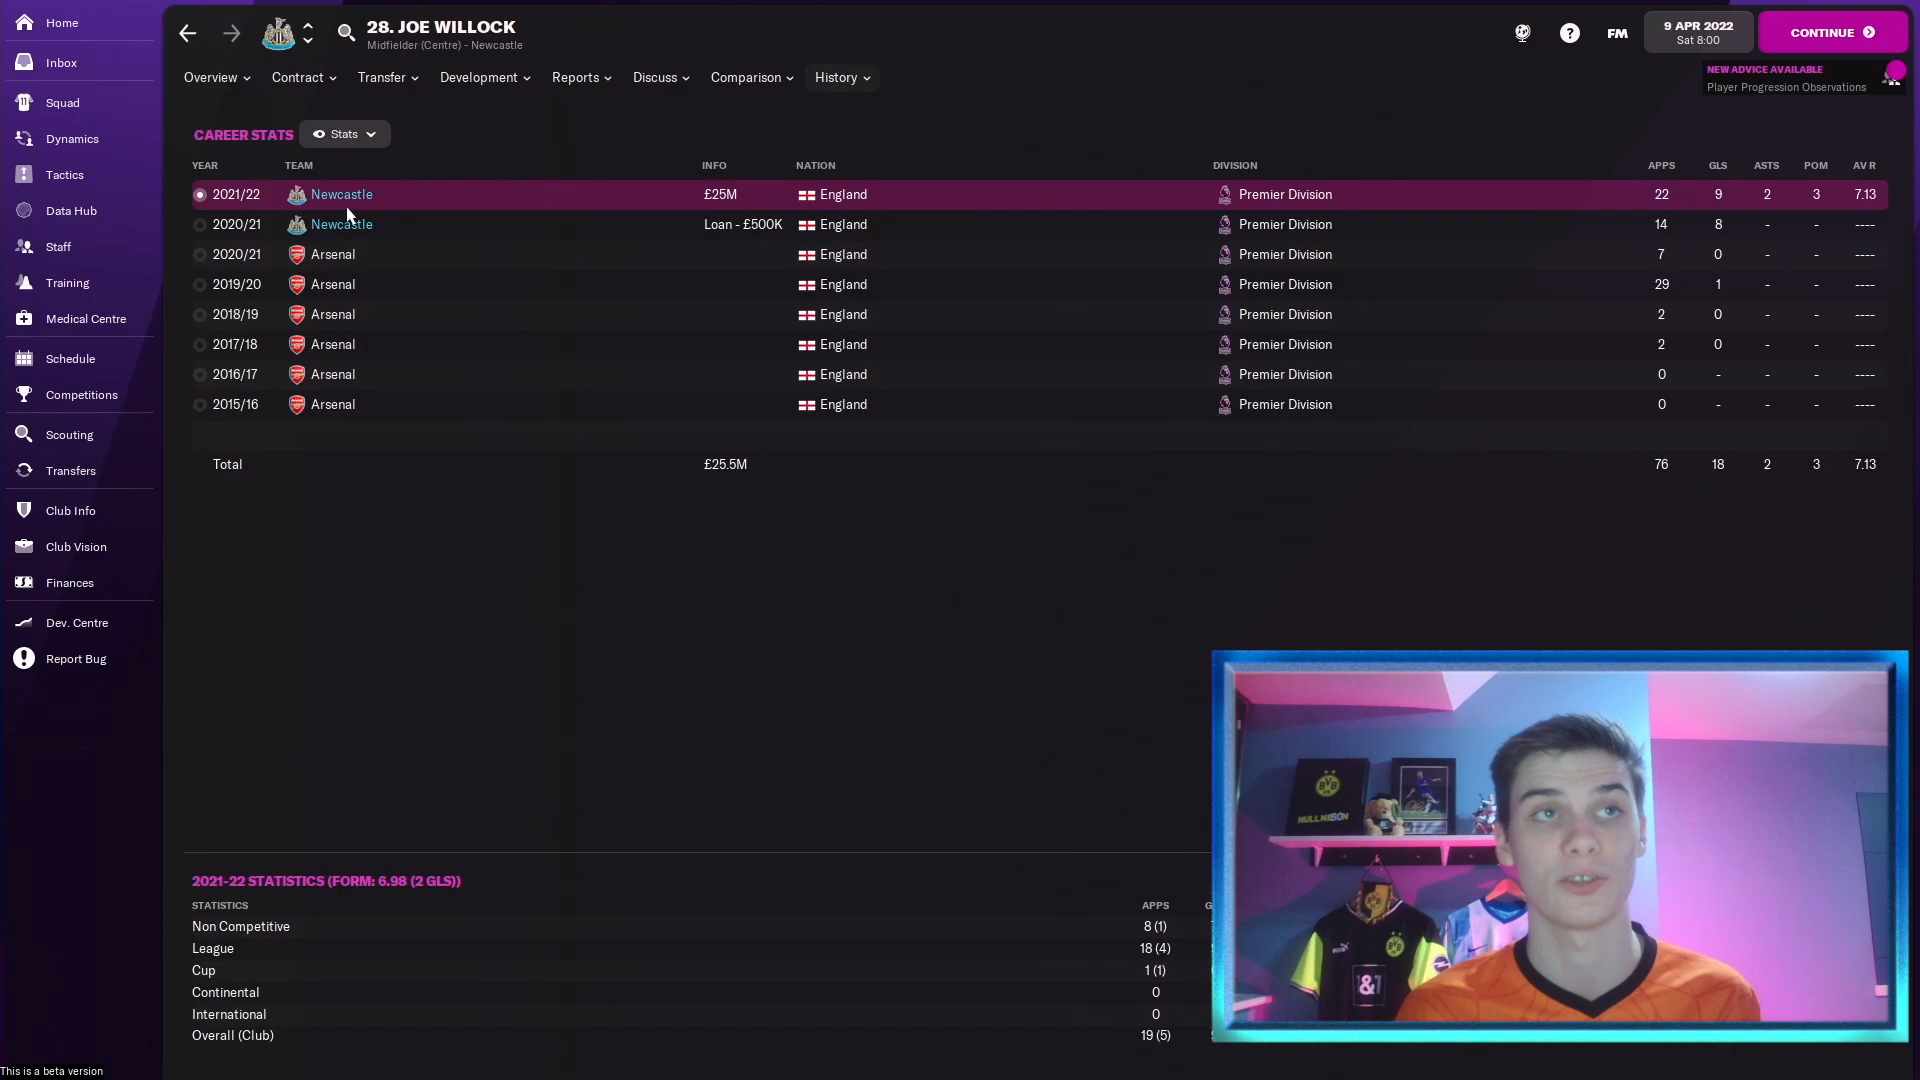 Home
Inbox
Squad
Dynamics
Tactics
Data Hub
Staff
Training
Medical Centre
Schedule
Competitions
Scouting
Transfers
Club Info
Club Vision
Finances
Dev. Centre
Report Bug
This is a beta version
28. JOE WILLOCK
Midfielder (Centre) - Newcastle
FM
9 APR 2022
Sat 8:00
CONTINUE
Overview Contract Transfer Development Reports Discuss Comparison History
NEW ADVICE AVAILABLE
Player Progression Observations
CAREER STATS Stats
YEAR TEAM INFO NATION DIVISION APPS GLS ASTS POM AV R
2021/22 Newcastle £25M England Premier Division 22 9 2 3 7.13
2020/21 Newcastle Loan - £500K England Premier Division 14 8 - - ----
2020/21 Arsenal England Premier Division 7 0 - - ----
2019/20 Arsenal England Premier Division 29 1 - - ----
2018/19 Arsenal England Premier Division 2 0 - - ----
2017/18 Arsenal England Premier Division 2 0 - - ----
2016/17 Arsenal England Premier Division 0 - - - ----
2015/16 Arsenal England Premier Division 0 - - - ----
Total £25.5M 76 18 2 3 7.13
2021-22 STATISTICS (FORM: 6.98 (2 GLS))
STATISTICS APPS
Non Competitive 8 (1)
League 18 (4)
Cup 1 (1)
Continental 0
International 0
Overall (Club) 19 (5)
BVB
09
BVB
09
BVB
09
1&1